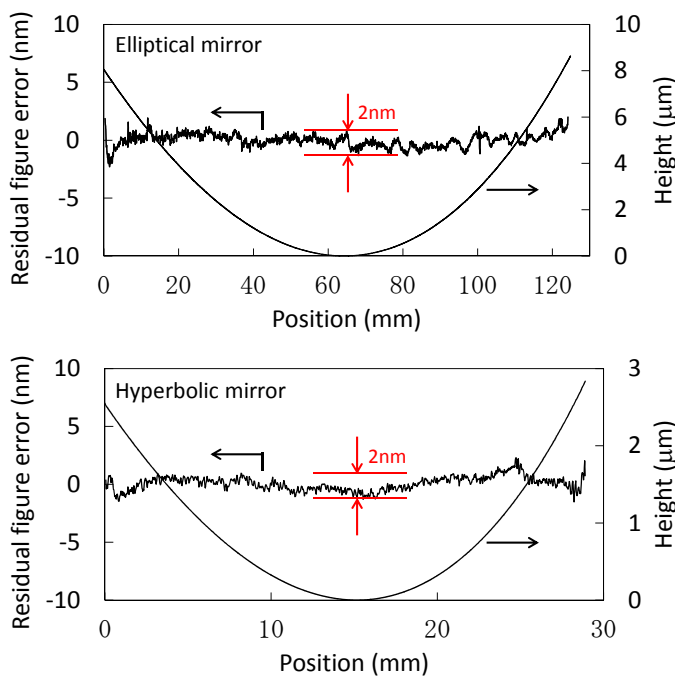 Elliptical mirror
Residual figure error (nm)
10
5
0
-5
-10
2nm
10
8
6
4
2
0
Height (μm)
0 20 40 60 80 100 120
Position (mm)
Hyperbolic mirror
Residual figure error (nm)
10
5
0
-5
-10
2nm
3
2
1
0
Height (μm)
0 10 20 30
Position (mm)